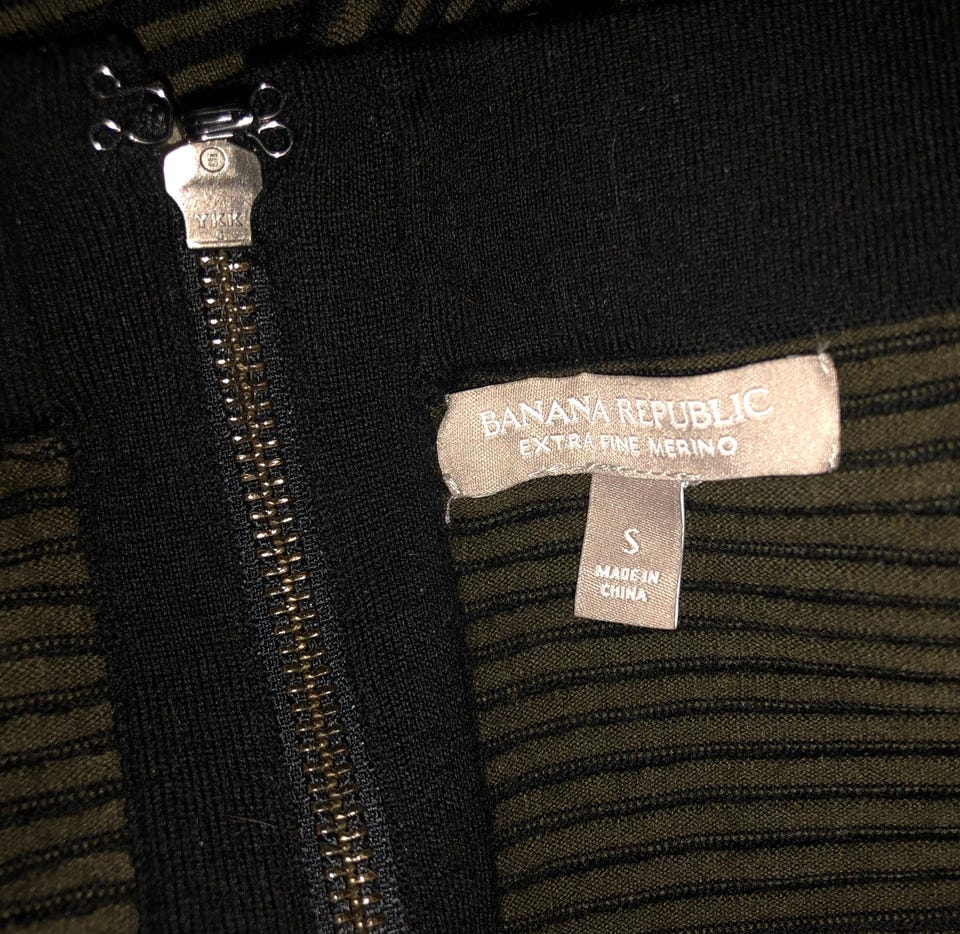 5
YKK
BANANA REPUBLIC
EXTRA FINE MERINO
S
MADE IN
CHINA